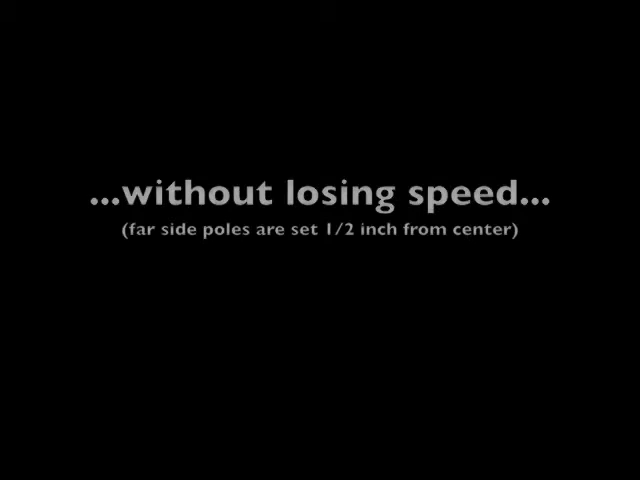 ...without losing speed...
(far side poles are set 1/2 inch from center)